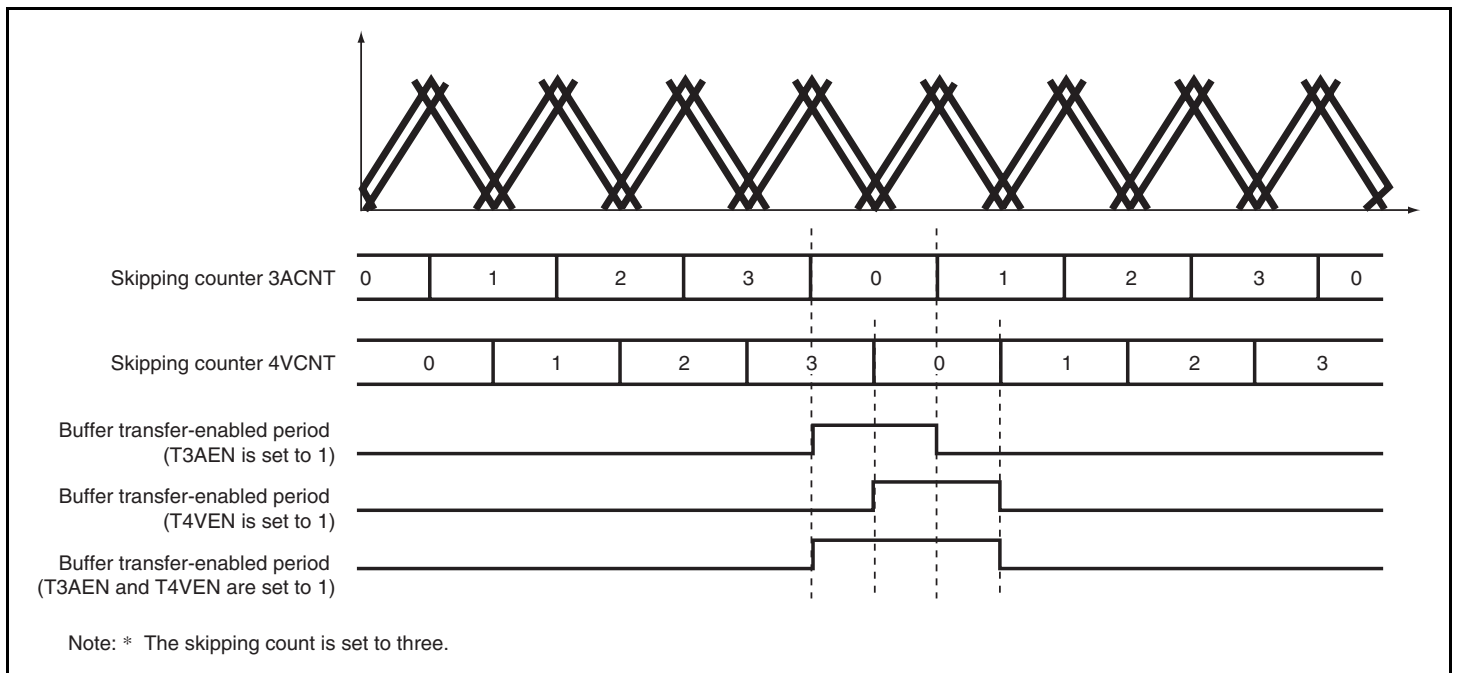 Skipping counter 3ACNT 0 1 2 3 0 1 2 3 0
Skipping counter 4VCNT 0 1 2 3 0 1 2 3
Buffer transfer-enabled period
(T3AEN is set to 1)
Buffer transfer-enabled period
(T4VEN is set to 1)
Buffer transfer-enabled period
(T3AEN and T4VEN are set to 1)
Note: * The skipping count is set to three.